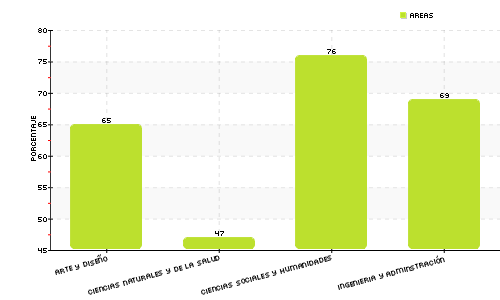 AREAS
80
75
70
65
60
55
50
45
PORCENTAJE
65
47
76
69
ARTE Y DISEÑO
CIENCIAS NATURALES Y DE LA SALUD
CIENCIAS SOCIALES Y HUMANIDADES
INGENIERIA Y ADMINSTRACIÓN